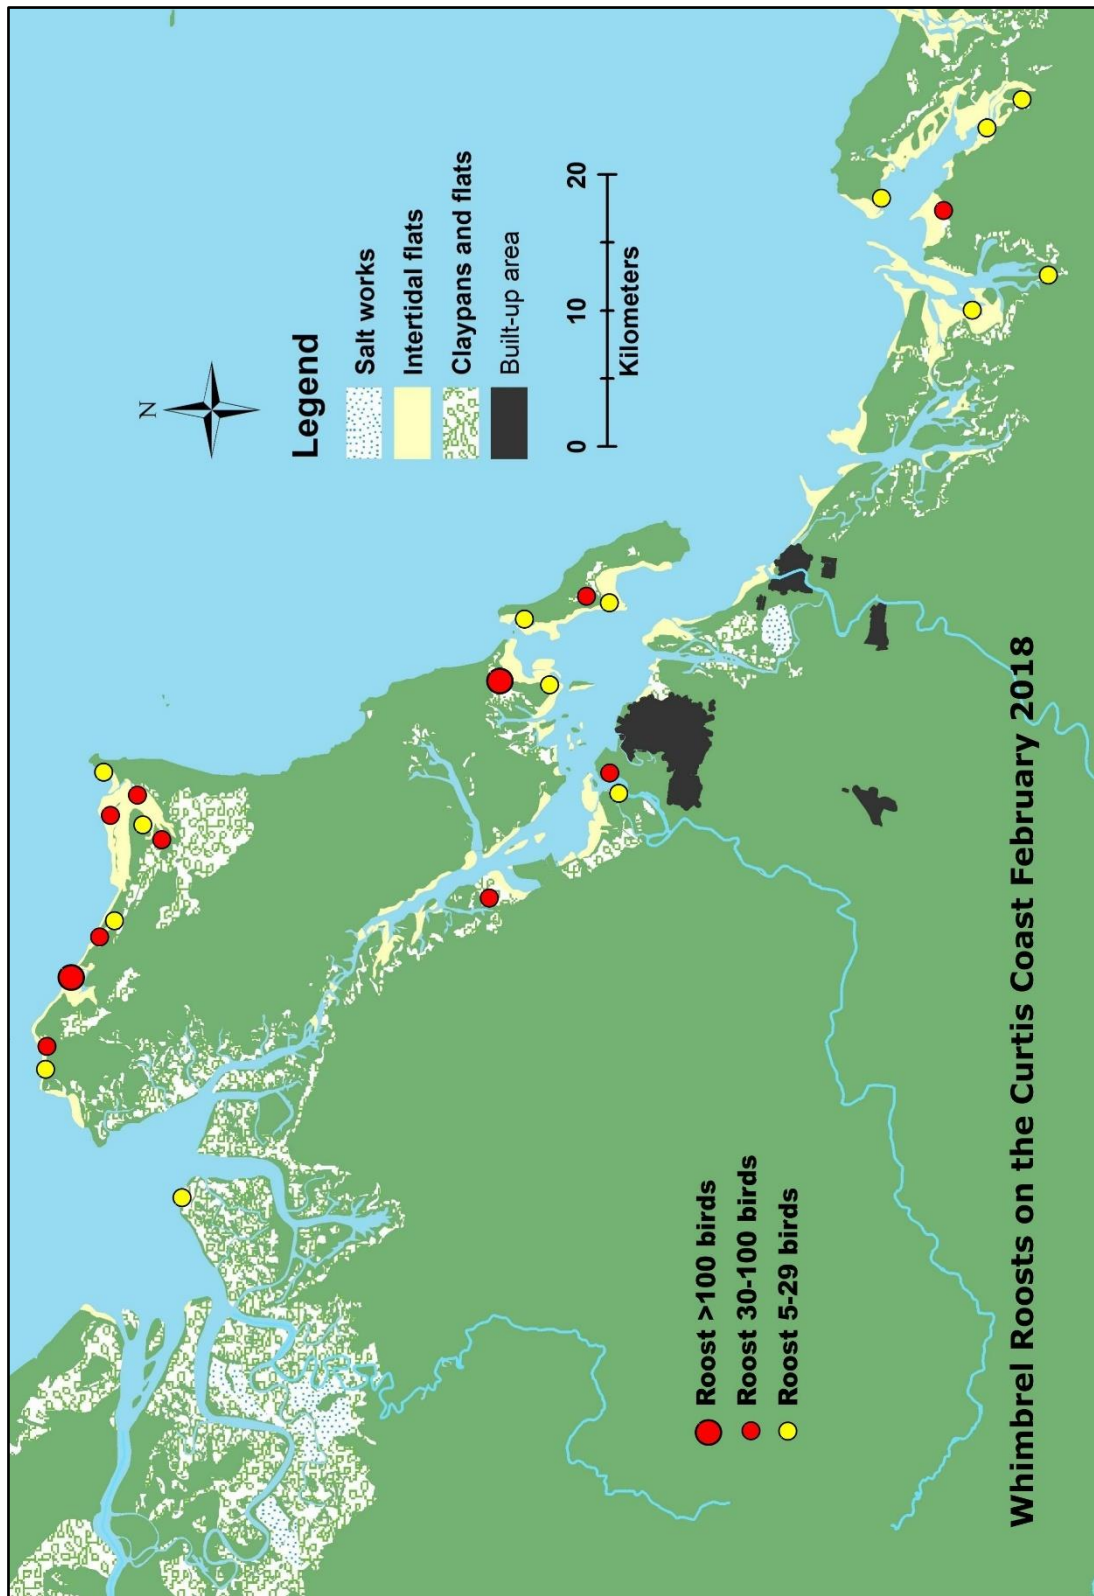 N
Legend
Salt works
Intertidal flats
Claypans and flats
Built-up area
0 10 20
Kilometers
Roost >100 birds
Roost 30-100 birds
Roost 5-29 birds
Whimbrel Roosts on the Curtis Coast February 2018